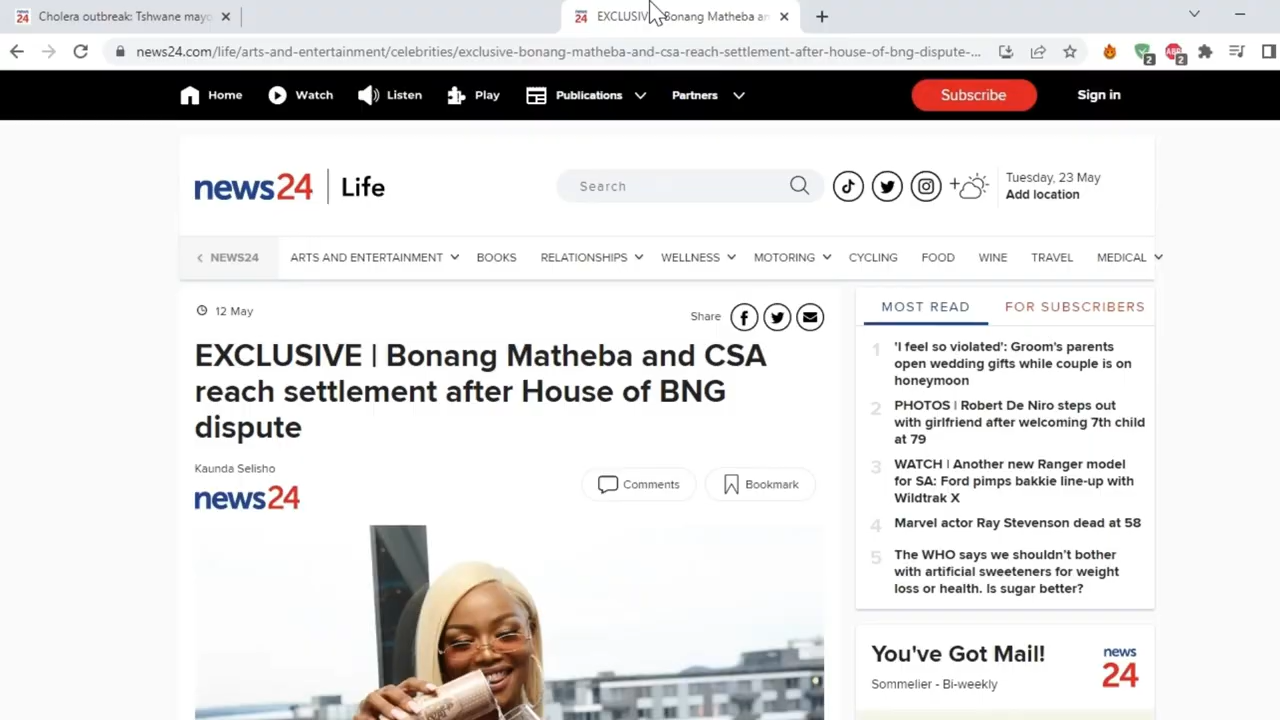 Cholera outbreak: Tshwane mayo
EXCLUSIV Bonang Matheba an
news24.com/life/arts-and-entertainment/celebrities/exclusive-bonang-matheba-and-csa-reach-settlement-after-house-of-bng-dispute-...
2
2
Home
Watch
Listen
Play
Publications
Partners
Subscribe
Sign in
news24 | Life
Search
Tuesday, 23 May
Add location
NEWS24
ARTS AND ENTERTAINMENT
BOOKS
RELATIONSHIPS
WELLNESS
MOTORING
CYCLING
FOOD
WINE
TRAVEL
MEDICAL
12 May
Share
EXCLUSIVE | Bonang Matheba and CSA
reach settlement after House of BNG
dispute
Kaunda Selisho
news24
Comments
Bookmark
MOST READ
FOR SUBSCRIBERS
1 'I feel so violated': Groom's parents
open wedding gifts while couple is on
honeymoon
2 PHOTOS | Robert De Niro steps out
with girlfriend after welcoming 7th child
at 79
3 WATCH | Another new Ranger model
for SA: Ford pimps bakkie line-up with
Wildtrak X
4 Marvel actor Ray Stevenson dead at 58
5 The WHO says we shouldn't bother
with artificial sweeteners for weight
loss or health. Is sugar better?
You've Got Mail!
Sommelier - Bi-weekly
news
24